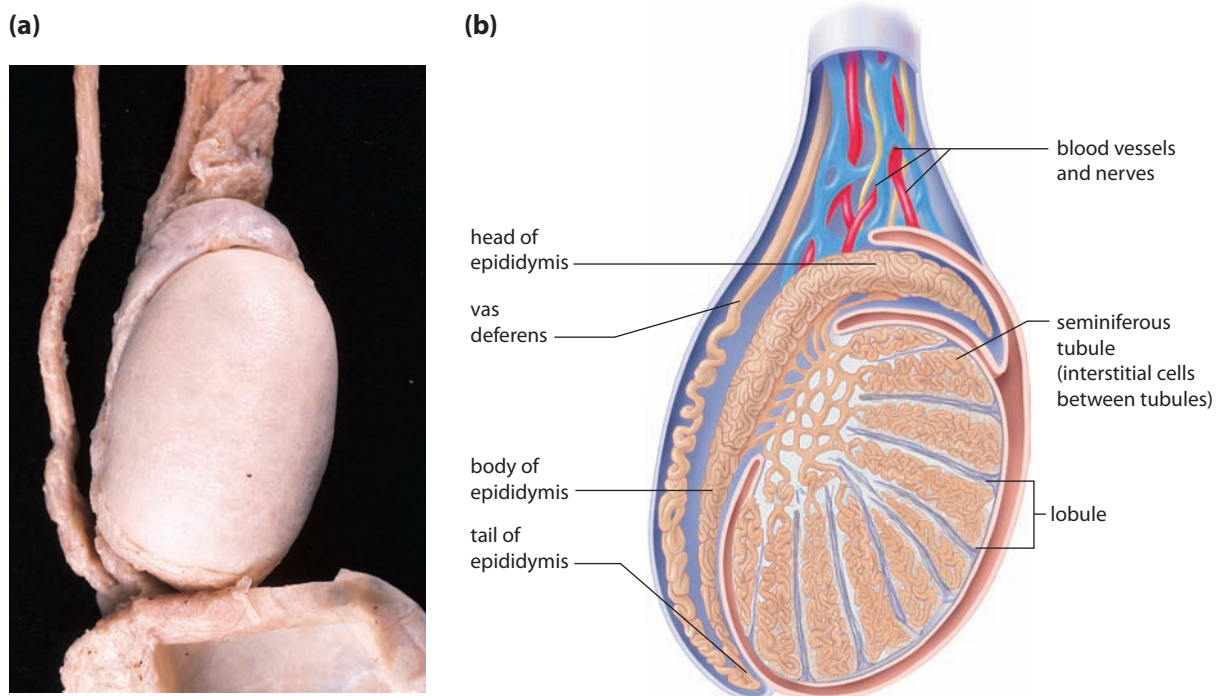 (a)
(b)
blood vessels
and nerves
head of
epididymis
vas
deferens
seminiferous
tubule
(interstitial cells
between tubules)
body of
epididymis
lobule
tail of
epididymis